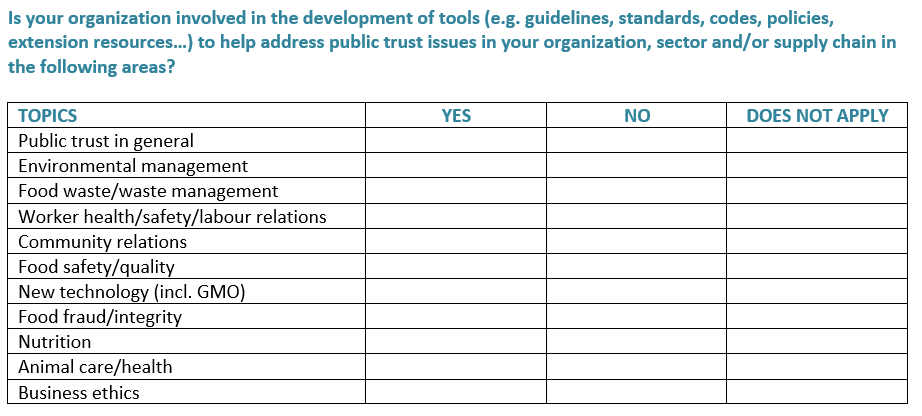 Is your organization involved in the development of tools (e.g. guidelines, standards, codes, policies,
extension resources...) to help address public trust issues in your organization, sector and/or supply chain in
the following areas?
TOPICS YES NO DOES NOT APPLY
Public trust in general
Environmental management
Food waste/waste management
Worker health/safety/labour relations
Community relations
Food safety/quality
New technology (incl. GMO)
Food fraud/integrity
Nutrition
Animal care/health
Business ethics